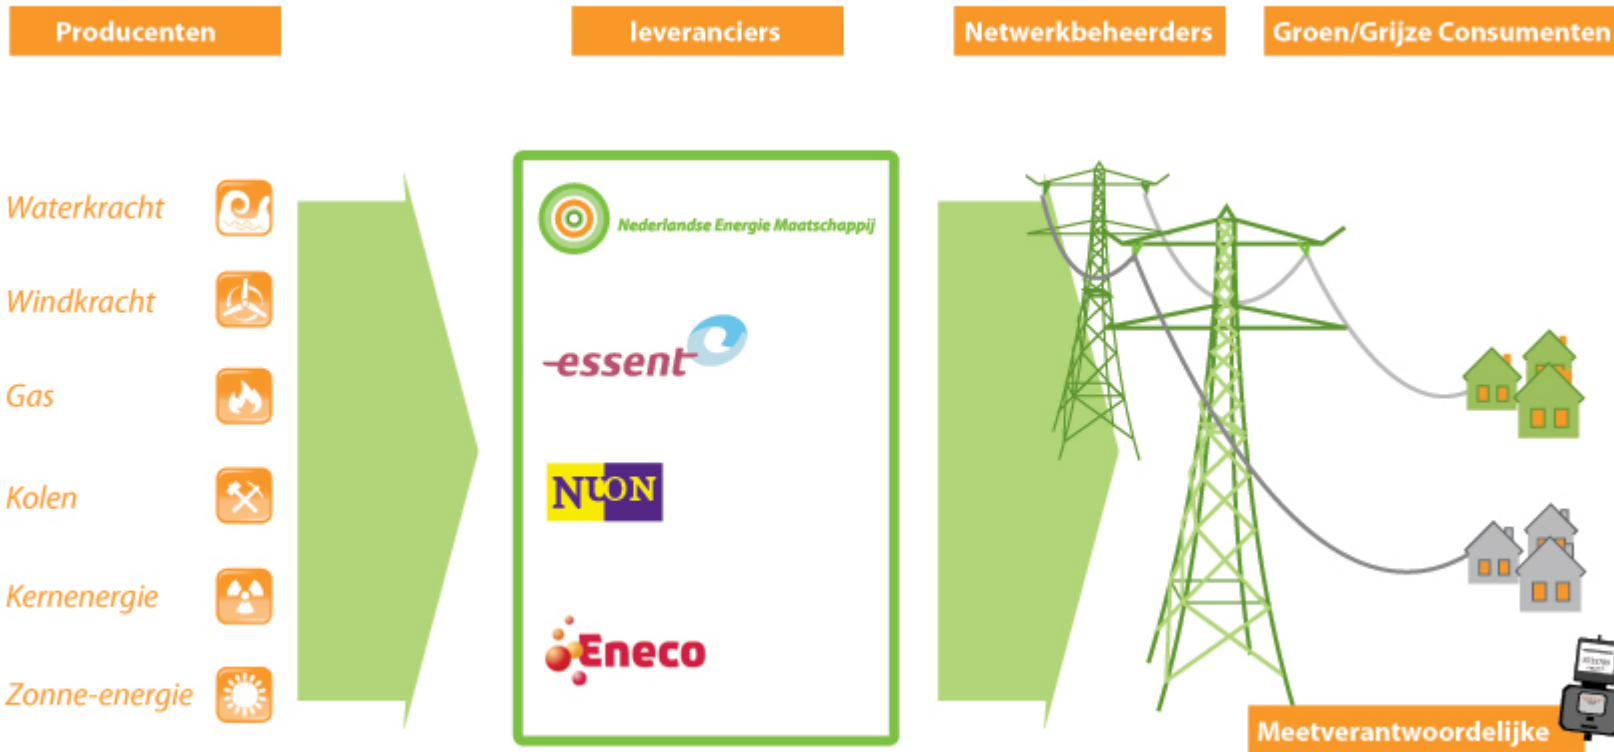 Producenten
leveranciers
Netwerkbeheerders
Groen/Grijze Consumenten
Waterkracht
Windkracht
Gas
Kolen
Kernenergie
Zonne-energie
Nederlandse Energie Maatschappij
essent
NUON
Eneco
Meetverantwoordelijke